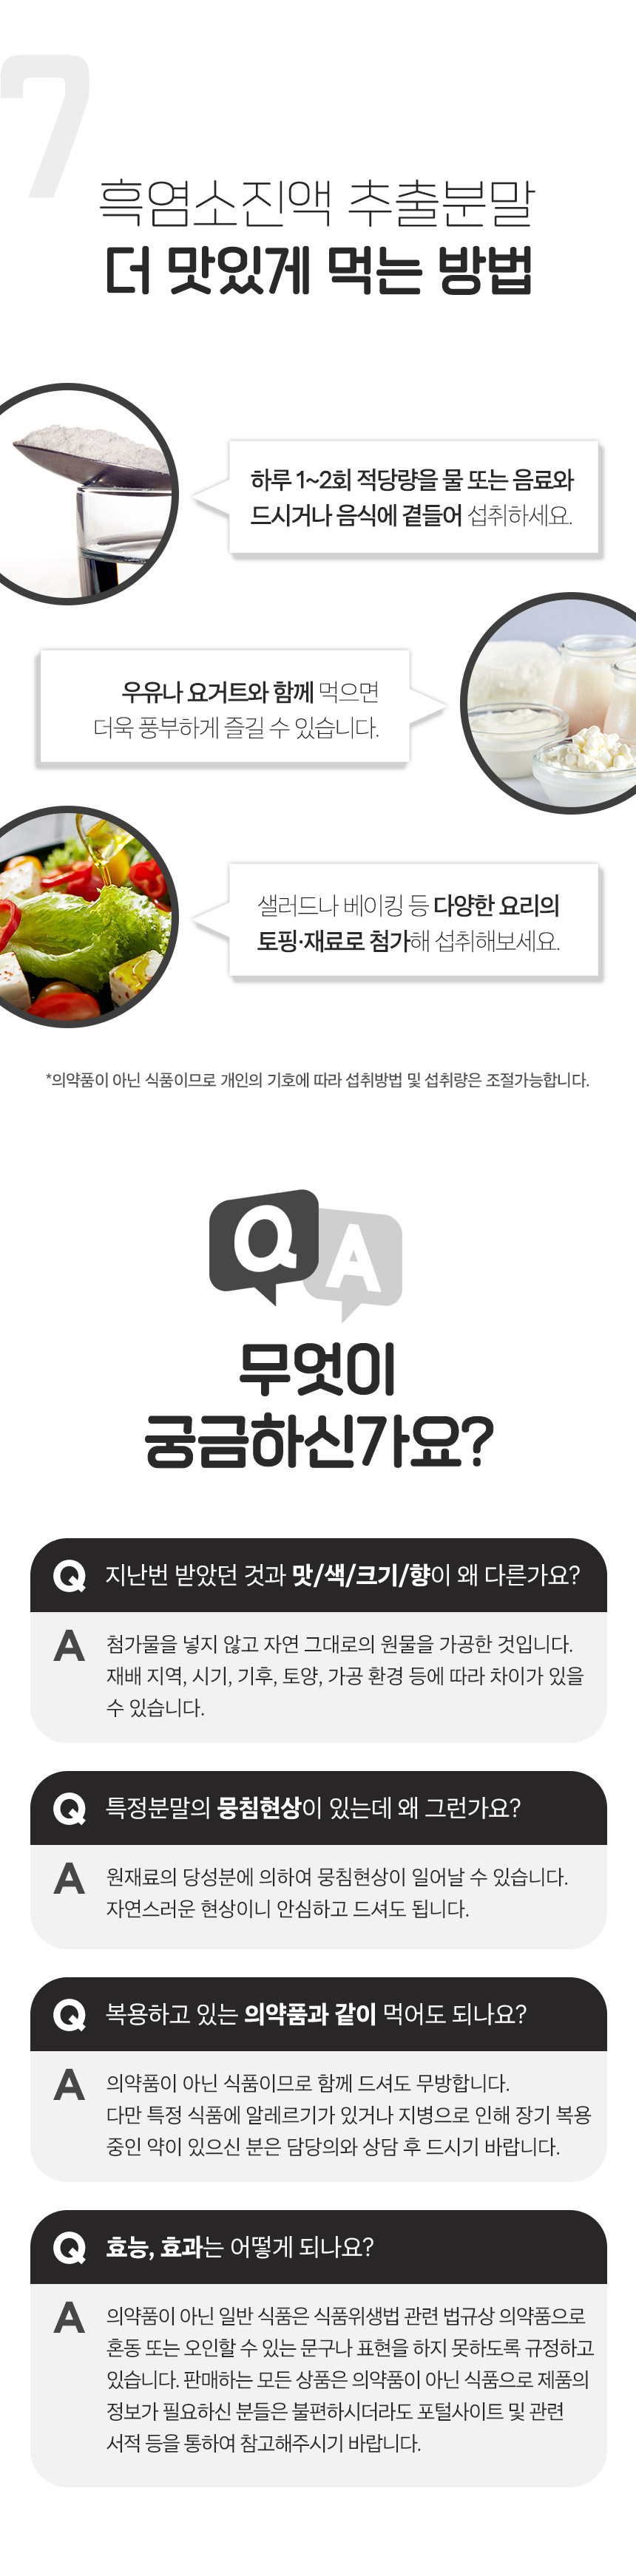 7
흑염소진액 추출분말
더 맛있게 먹는 방법
하루 1~2회 적당량을 물 또는 음료와
드시거나 음식에 곁들어 섭취하세요.
우유나 요거트와 함께 먹으면
더욱 풍부하게 즐길 수 있습니다.
샐러드나 베이킹 등 다양한 요리의
토핑·재료로 첨가해 섭취해보세요.
*의약품이 아닌 식품이므로 개인의 기호에 따라 섭취방법 및 섭취량은 조절가능합니다.
Q A
무엇이
궁금하신가요?
Q 지난번 받았던 것과 맛/색/크기/향이 왜 다른가요?
A 첨가물을 넣지 않고 자연 그대로의 원물을 가공한 것입니다.
재배 지역, 시기, 기후, 토양, 가공 환경 등에 따라 차이가 있을
수 있습니다.
Q 특정분말의 뭉침현상이 있는데 왜 그런가요?
A 원재료의 당성분에 의하여 뭉침현상이 일어날 수 있습니다.
자연스러운 현상이니 안심하고 드셔도 됩니다.
Q 복용하고 있는 의약품과 같이 먹어도 되나요?
A 의약품이 아닌 식품이므로 함께 드셔도 무방합니다.
다만 특정 식품에 알레르기가 있거나 지병으로 인해 장기 복용
중인 약이 있으신 분은 담당의와 상담 후 드시기 바랍니다.
Q 효능, 효과는 어떻게 되나요?
A 의약품이 아닌 일반 식품은 식품위생법 관련 법규상 의약품으로
혼동 또는 오인할 수 있는 문구나 표현을 하지 못하도록 규정하고
있습니다. 판매하는 모든 상품은 의약품이 아닌 식품으로 제품의
정보가 필요하신 분들은 불편하시더라도 포털사이트 및 관련
서적 등을 통하여 참고해주시기 바랍니다.